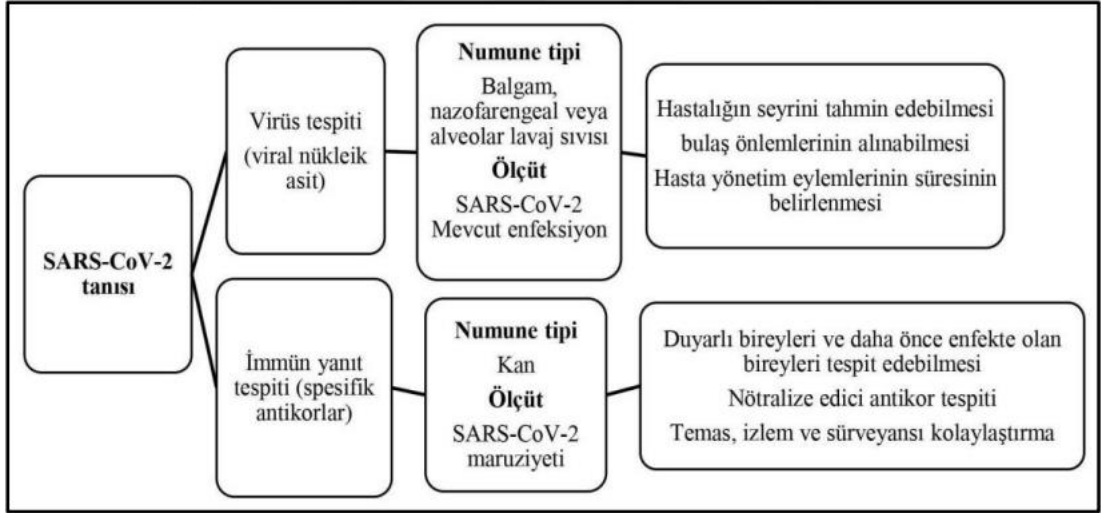 SARS-CoV-2
tanısı
Virüs tespiti
(viral nükleik
asit)
Numune tipi
Balgam,
nazofarengeal veya
alveolar lavaj sıvısı
Ölçüt
SARS-CoV-2
Mevcut enfeksiyon
Hastalığın seyrini tahmin edebilmesi
bulaş önlemlerinin alınabilmesi
Hasta yönetim eylemlerinin süresinin
belirlenmesi
İmmün yanıt
tespiti (spesifik
antikorlar)
Numune tipi
Kan
Ölçüt
SARS-CoV-2
maruziyeti
Duyarlı bireyleri ve daha önce enfekte olan
bireyleri tespit edebilmesi
Nötralize edici antikor tespiti
Temas, izlem ve sürveyansı kolaylaştırma